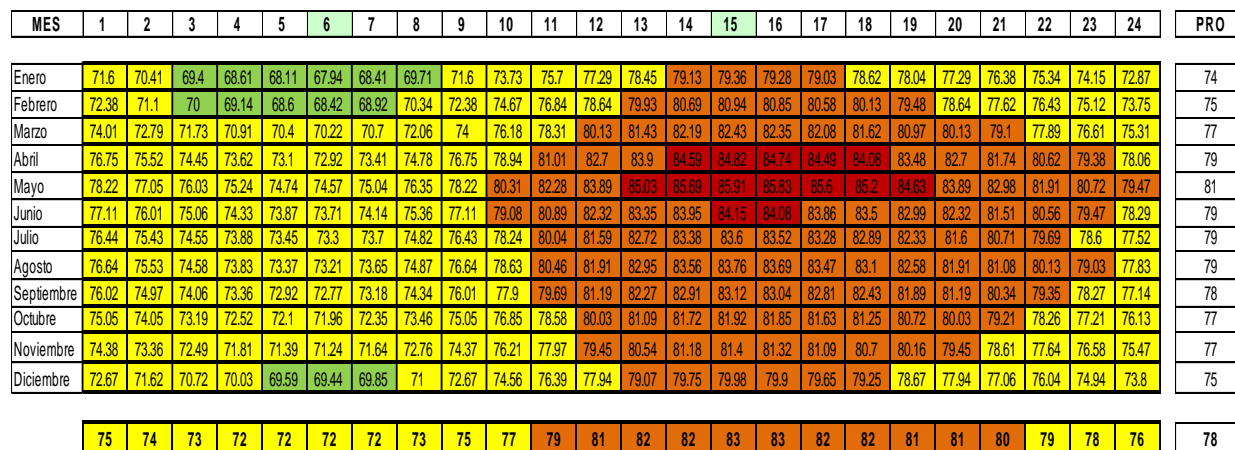 MES 1 2 3 4 5 6 7 8 9 10 11 12 13 14 15 16 17 18 19 20 21 22 23 24 PRO
Enero 71.6 70.41 69.4 68.61 68.11 67.94 68.41 69.71 71.6 73.73 75.7 77.29 78.45 79.13 79.36 79.28 79.03 78.62 78.04 77.29 76.38 75.34 74.15 72.87 74
Febrero 72.38 71.1 70 69.14 68.6 68.42 68.92 70.34 72.38 74.67 76.84 78.64 79.93 80.69 80.94 80.85 80.58 80.13 79.48 78.64 77.62 76.43 75.12 73.75 75
Marzo 74.01 72.79 71.73 70.91 70.4 70.22 70.7 72.06 74 76.18 78.31 80.13 81.43 82.19 82.43 82.35 82.08 81.62 80.97 80.13 79.1 77.89 76.61 75.31 77
Abril 76.75 75.52 74.45 73.62 73.1 72.92 73.41 74.78 76.75 78.94 81.01 82.7 83.9 84.59 84.82 84.74 84.49 84.08 83.48 82.7 81.74 80.62 79.38 78.06 79
Mayo 78.22 77.05 76.03 75.24 74.74 74.57 75.04 76.35 78.22 80.31 82.28 83.89 85.03 85.69 85.91 85.83 85.6 85.2 84.63 83.89 82.98 81.91 80.72 79.47 81
Junio 77.11 76.01 75.06 74.33 73.87 73.71 74.14 75.36 77.11 79.08 80.89 82.32 83.35 83.95 84.15 84.08 83.86 83.5 82.99 82.32 81.51 80.56 79.47 78.29 79
Julio 76.44 75.43 74.55 73.88 73.45 73.3 73.7 74.82 76.43 78.24 80.04 81.59 82.72 83.38 83.6 83.52 83.28 82.89 82.33 81.6 80.71 79.69 78.6 77.52 79
Agosto 76.64 75.53 74.58 73.83 73.37 73.21 73.65 74.87 76.64 78.63 80.46 81.91 82.95 83.56 83.76 83.69 83.47 83.1 82.58 81.91 81.08 80.13 79.03 77.83 79
Septiembre 76.02 74.97 74.06 73.36 72.92 72.77 73.18 74.34 76.01 77.9 79.69 81.19 82.27 82.91 83.12 83.04 82.81 82.43 81.89 81.19 80.34 79.35 78.27 77.14 78
Octubre 75.05 74.05 73.19 72.52 72.1 71.96 72.35 73.46 75.05 76.85 78.58 80.03 81.09 81.72 81.92 81.85 81.63 81.25 80.72 80.03 79.21 78.26 77.21 76.13 77
Noviembre 74.38 73.36 72.49 71.81 71.39 71.24 71.64 72.76 74.37 76.21 77.97 79.45 80.54 81.18 81.4 81.32 81.09 80.7 80.16 79.45 78.61 77.64 76.58 75.47 77
Diciembre 72.67 71.62 70.72 70.03 69.59 69.44 69.85 71 72.67 74.56 76.39 77.94 79.07 79.75 79.98 79.9 79.65 79.25 78.67 77.94 77.06 76.04 74.94 73.8 75
75 74 73 72 72 72 72 73 75 77 79 81 82 82 83 83 82 82 81 81 80 79 78 76 78